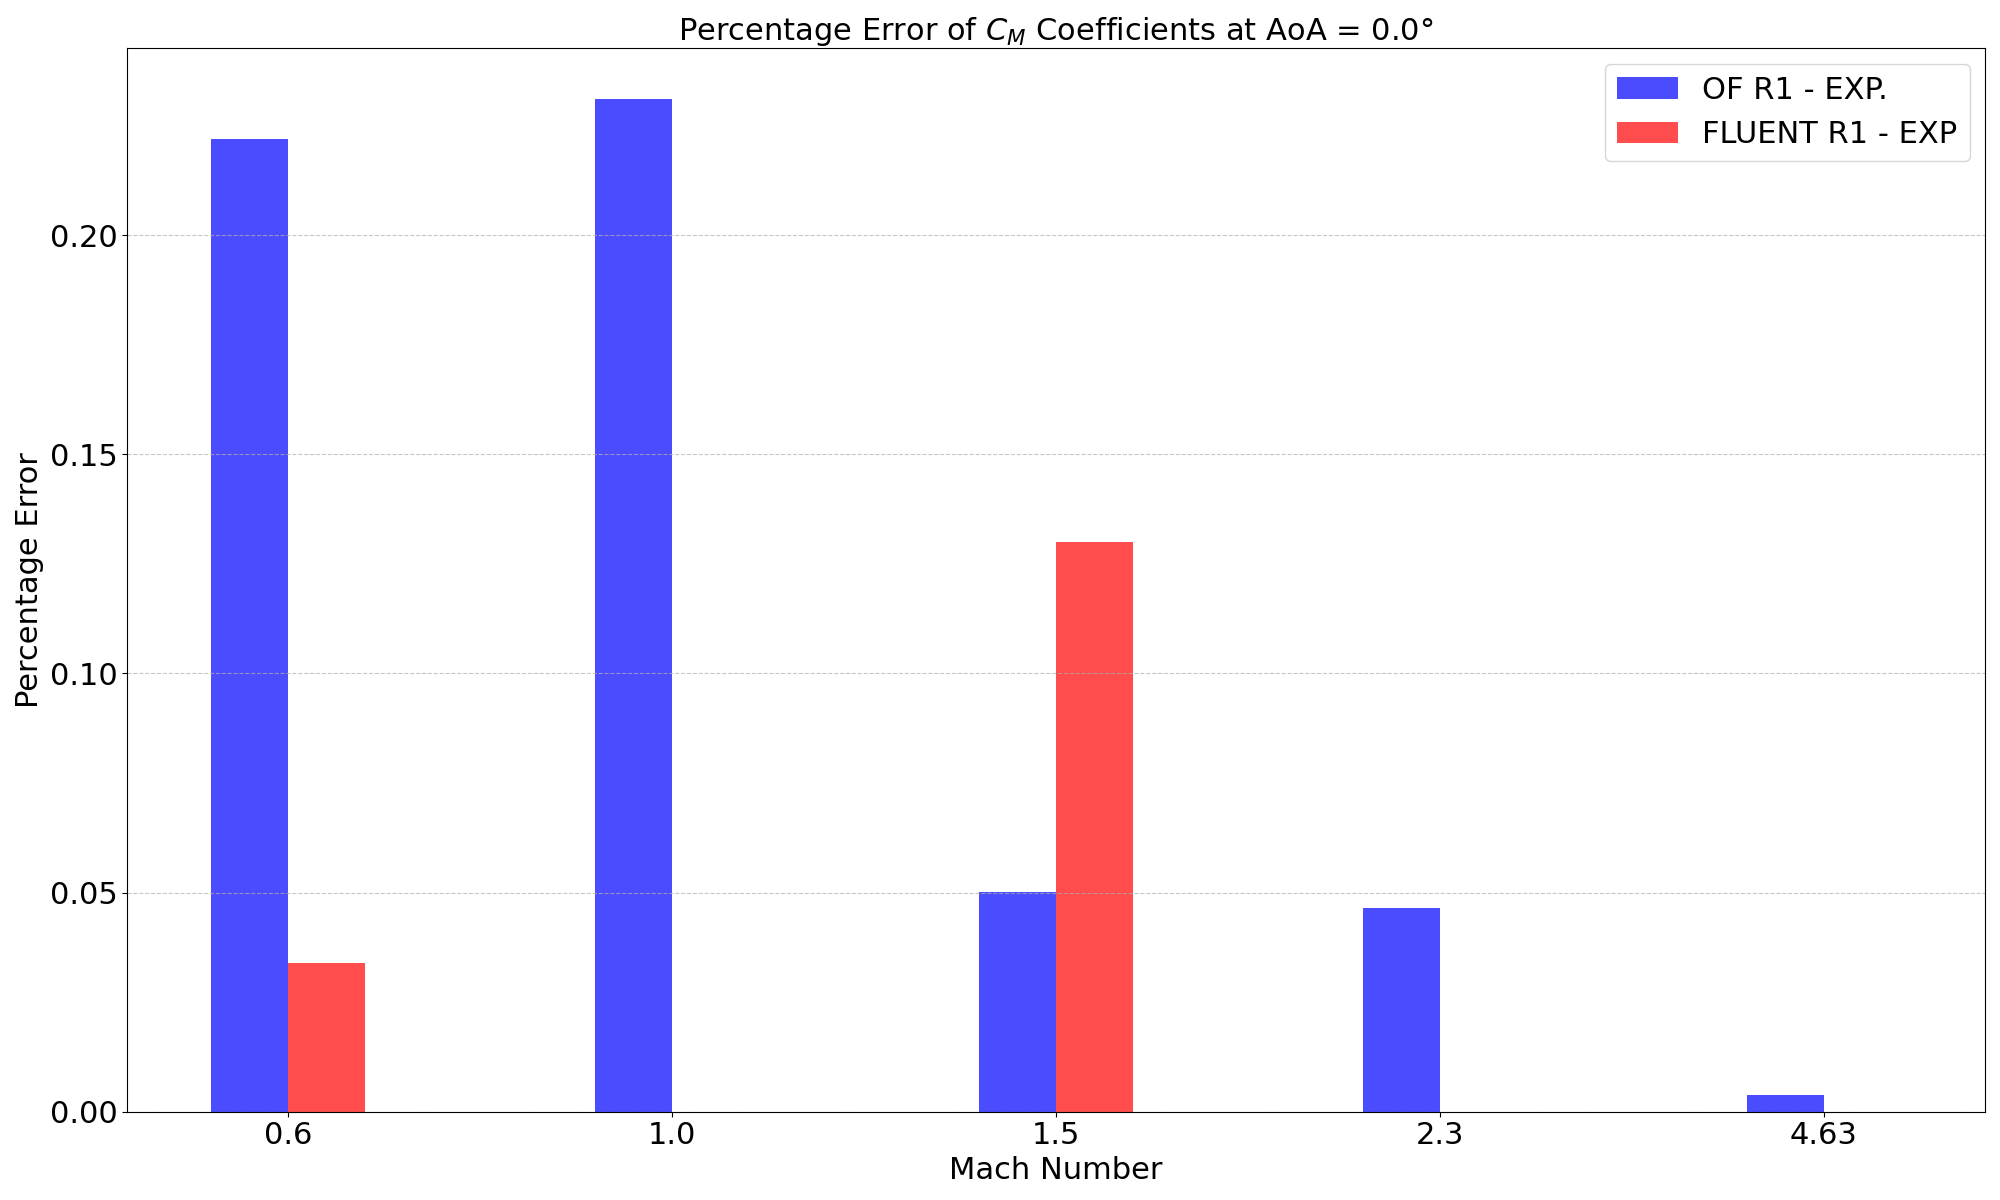 Percentage Error of C_M Coefficients at AoA = 0.0°
OF R1 - EXP.
FLUENT R1 - EXP
Percentage Error
0.20
0.15
0.10
0.05
0.00
0.6 1.0 1.5 2.3 4.63
Mach Number